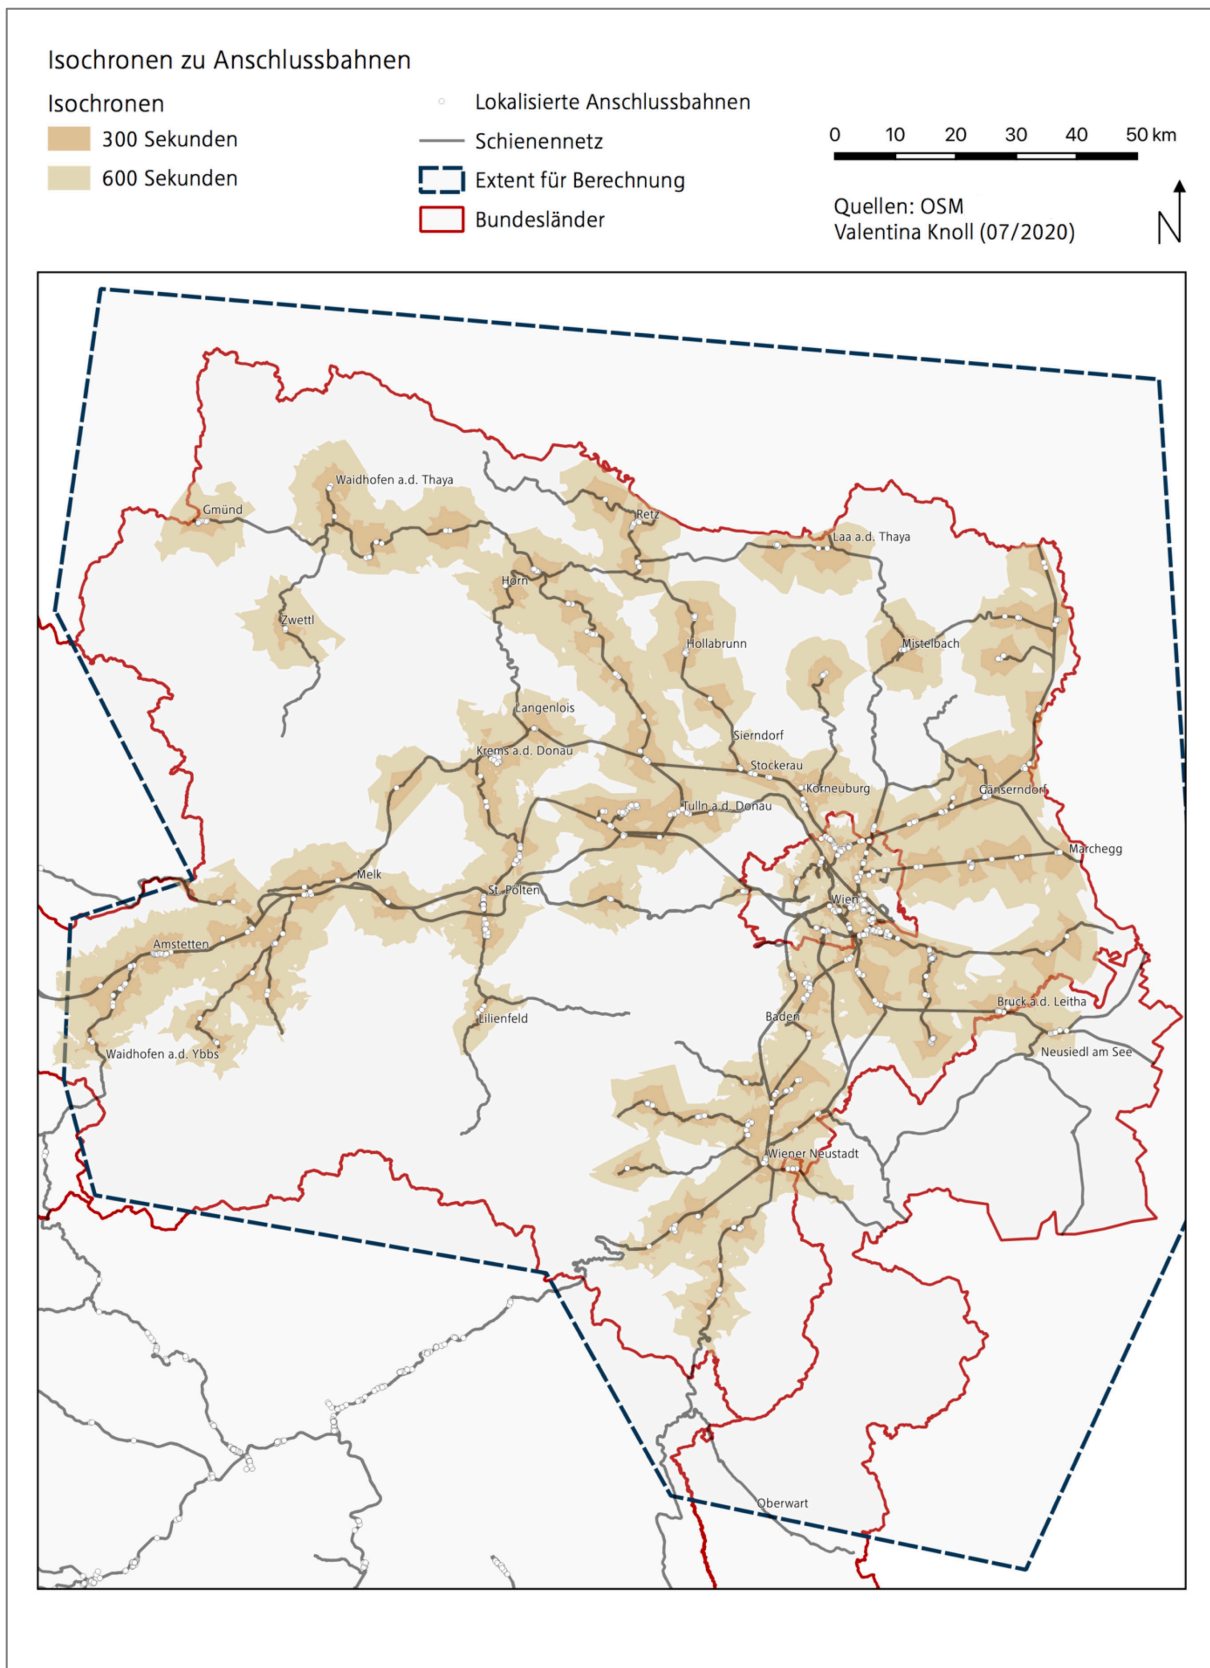 Isochronen zu Anschlussbahnen
Isochronen
300 Sekunden
600 Sekunden
Lokalisierte Anschlussbahnen
Schienennetz
Extent für Berechnung
Bundesländer
0 10 20 30 40 50 km
Quellen: OSM
Valentina Knoll (07/2020)
N
Waidhofen a.d. Thaya
Gmünd
Retz
Laa a.d. Thaya
Horn
Zwettl
Hollabrunn
Mistelbach
Langenlois
Sierndorf
Krems a.d. Donau
Stockerau
Korneuburg
Gänserndorf
Tulln a.d. Donau
Marchegg
Melk
St. Pölten
Wien
Amstetten
Bruck a.d. Leitha
Baden
Lilienfeld
Waidhofen a.d. Ybbs
Neusiedl am See
Wiener Neustadt
Oberwart